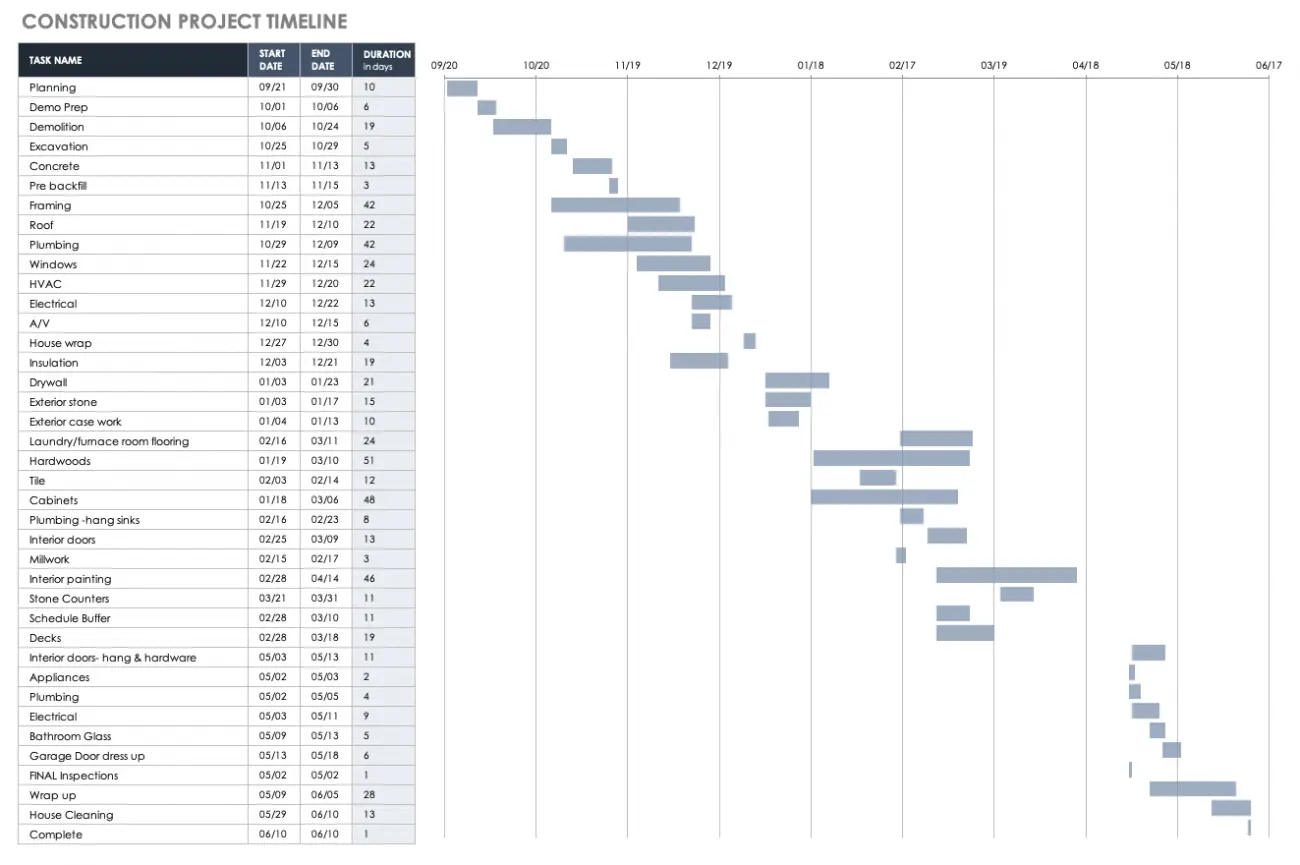 CONSTRUCTION PROJECT TIMELINE
TASK NAME START DATE END DATE DURATION in days
09/20 10/20 11/19 12/19 01/18 02/17 03/19 04/18 05/18 06/17
Planning 09/21 09/30 10
Demo Prep 10/01 10/06 6
Demolition 10/06 10/24 19
Excavation 10/25 10/29 5
Concrete 11/01 11/13 13
Pre backfill 11/13 11/15 3
Framing 10/25 12/05 42
Roof 11/19 12/10 22
Plumbing 10/29 12/09 42
Windows 11/22 12/15 24
HVAC 11/29 12/20 22
Electrical 12/10 12/22 13
A/V 12/10 12/15 6
House wrap 12/27 12/30 4
Insulation 12/03 12/21 19
Drywall 01/03 01/23 21
Exterior stone 01/03 01/17 15
Exterior case work 01/04 01/13 10
Laundry/furnace room flooring 02/16 03/11 24
Hardwoods 01/19 03/10 51
Tile 02/03 02/14 12
Cabinets 01/18 03/06 48
Plumbing -hang sinks 02/16 02/23 8
Interior doors 02/25 03/09 13
Millwork 02/15 02/17 3
Interior painting 02/28 04/14 46
Stone Counters 03/21 03/31 11
Schedule Buffer 02/28 03/10 11
Decks 02/28 03/18 19
Interior doors- hang & hardware 05/03 05/13 11
Appliances 05/02 05/03 2
Plumbing 05/02 05/05 4
Electrical 05/03 05/11 9
Bathroom Glass 05/09 05/13 5
Garage Door dress up 05/13 05/18 6
FINAL Inspections 05/02 05/02 1
Wrap up 05/09 06/05 28
House Cleaning 05/29 06/10 13
Complete 06/10 06/10 1